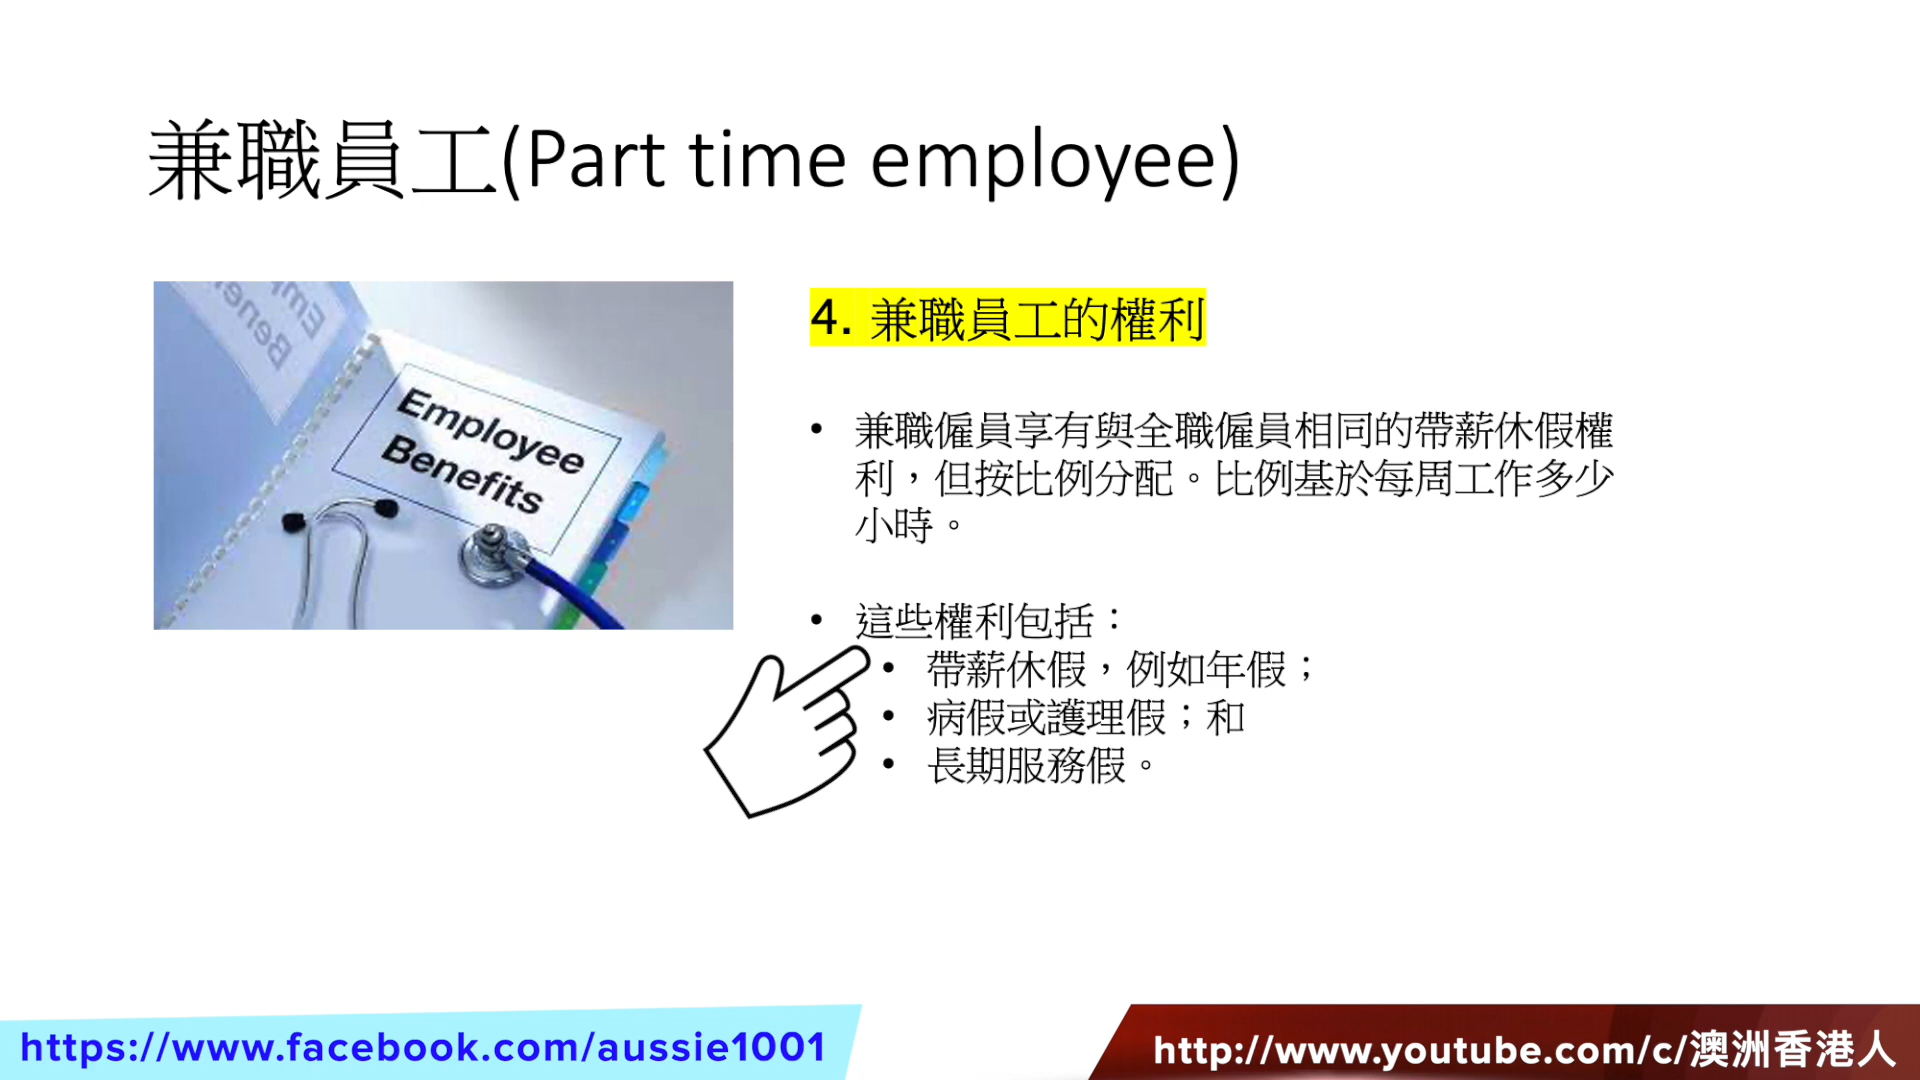 兼職員工(Part time employee)
Employee
Benefits
4. 兼職員工的權利
• 兼職僱員享有與全職僱員相同的帶薪休假權
利，但按比例分配。比例基於每周工作多少
小時。
• 這些權利包括：
• 帶薪休假，例如年假；
• 病假或護理假；和
• 長期服務假。
https://www.facebook.com/aussie1001
http://www.youtube.com/c/澳洲香港人